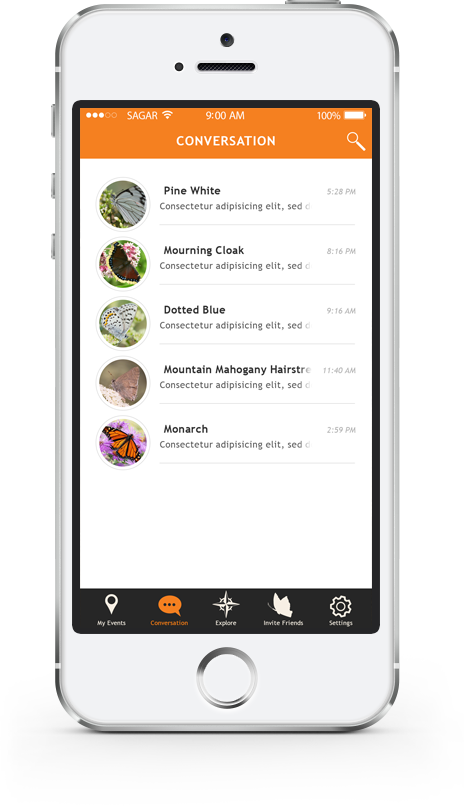 SAGAR 9:00 AM 100%
CONVERSATION
Pine White 5:28 PM
Consectetur adipisicing elit, sed d
Mourning Cloak 8:16 PM
Consectetur adipisicing elit, sed d
Dotted Blue 9:16 AM
Consectetur adipisicing elit, sed d
Mountain Mahogany Hairstre 11:40 AM
Consectetur adipisicing elit, sed d
Monarch 2:59 PM
Consectetur adipisicing elit, sed d
My Events Conversation Explore Invite Friends Settings